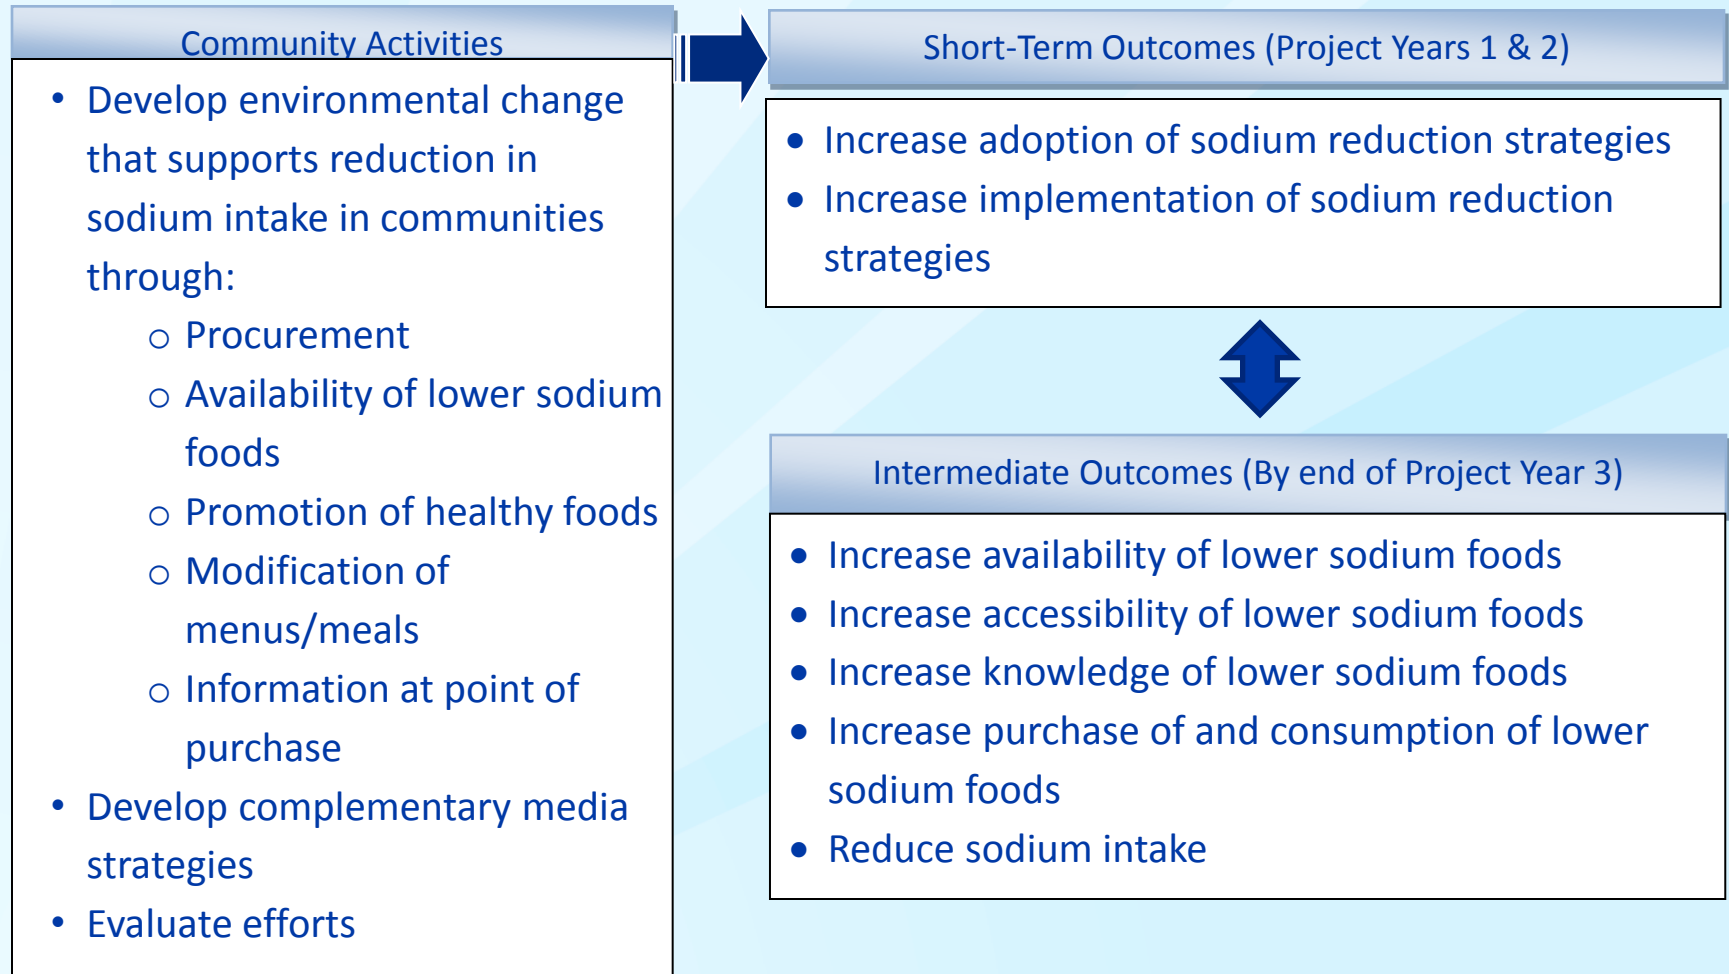 Community Activities
• Develop environmental change
that supports reduction in
sodium intake in communities
through:
o Procurement
o Availability of lower sodium
foods
o Promotion of healthy foods
o Modification of
menus/meals
o Information at point of
purchase
• Develop complementary media
strategies
• Evaluate efforts
Short-Term Outcomes (Project Years 1 & 2)
• Increase adoption of sodium reduction strategies
• Increase implementation of sodium reduction
strategies
Intermediate Outcomes (By end of Project Year 3)
• Increase availability of lower sodium foods
• Increase accessibility of lower sodium foods
• Increase knowledge of lower sodium foods
• Increase purchase of and consumption of lower
sodium foods
• Reduce sodium intake